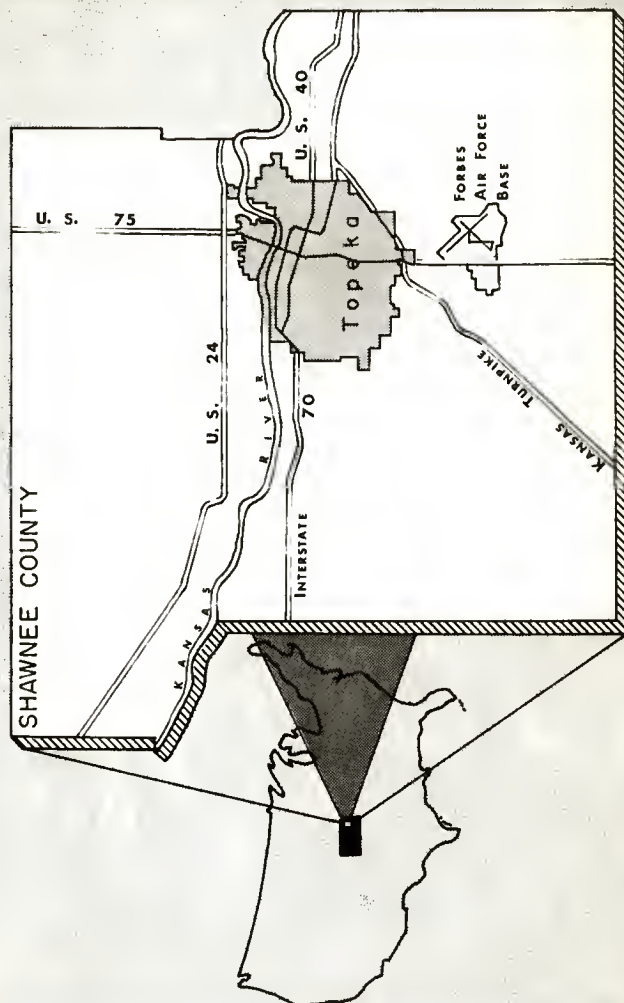 SHAWNEE COUNTY
U. S. 75
U. S. 24
U. S. 40
KANSAS RIVER
Topeka
INTERSTATE 70
FORBES
AIR FORCE
BASE
KANSAS TURNPIKE